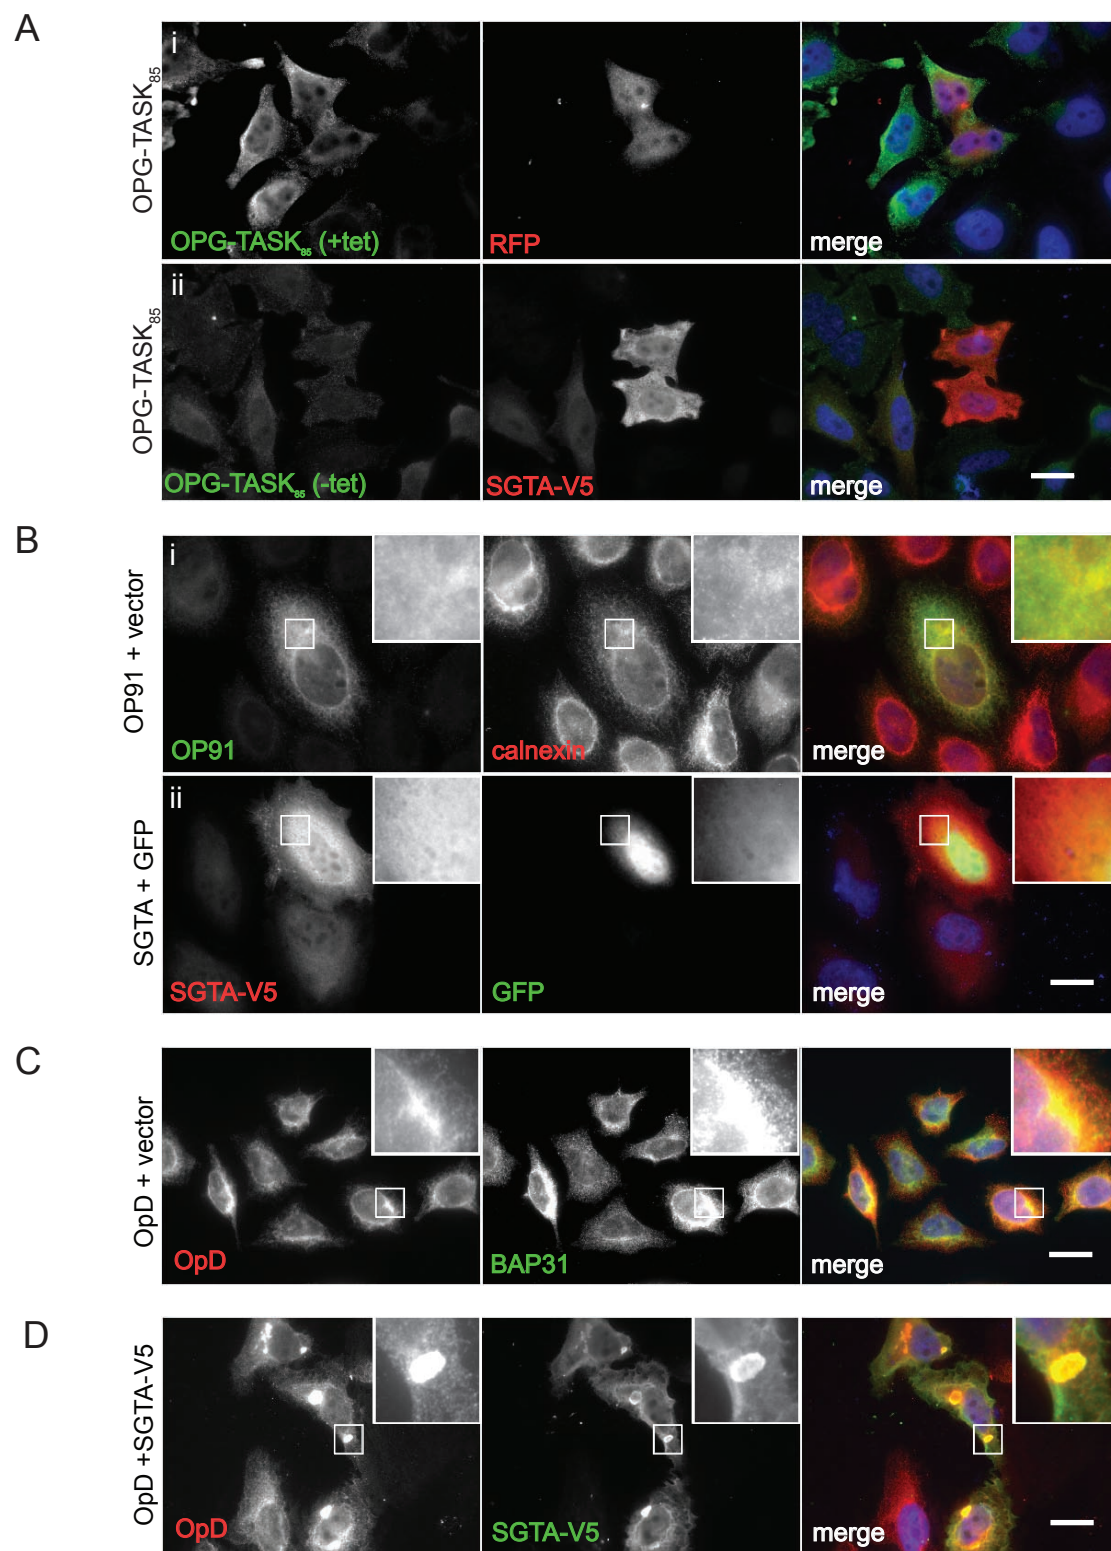 A
OPG-TASK85
i
OPG-TASK85 (+tet)
RFP
merge
OPG-TASK85
ii
OPG-TASK85 (-tet)
SGTA-V5
merge
B
OP91 + vector
i
OP91
calnexin
merge
SGTA + GFP
ii
SGTA-V5
GFP
merge
C
OpD + vector
OpD
BAP31
merge
D
OpD +SGTA-V5
OpD
SGTA-V5
merge